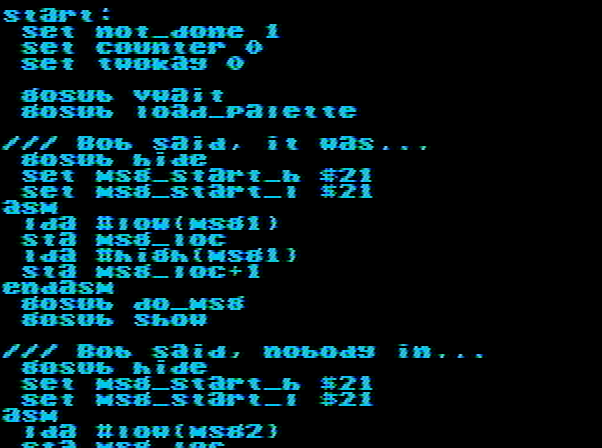 start:
 set not_done 1
 set counter 0
 set twokay 0

 gosub vwait
 gosub load_palette

/// Bob said, it was...
 gosub hide
 set msg_start_h #21
 set msg_start_l #21
asm
 lda #low(msg1)
 sta msg_loc
 lda #high(msg1)
 sta msg_loc+1
endasm
 gosub do_msg
 gosub show

/// Bob said, nobody in...
 gosub hide
 set msg_start_h #21
 set msg_start_l #21
asm
 lda #low(msg2)
 sta msg_loc